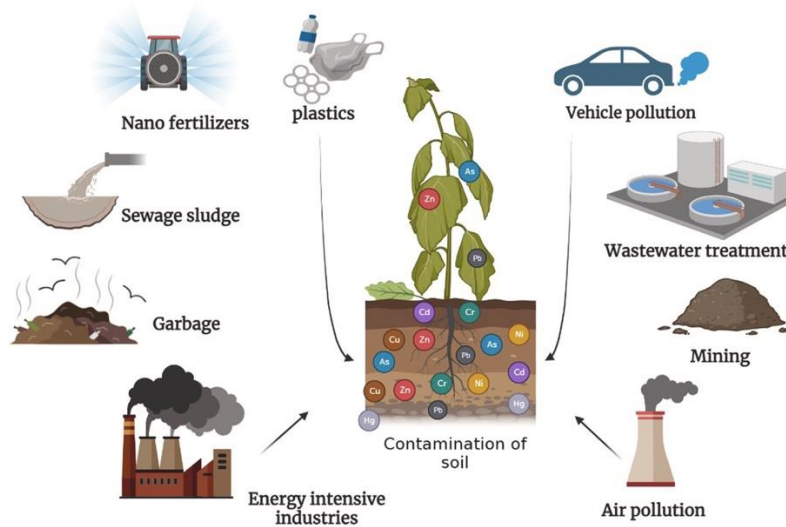 Nano fertilizers
plastics
Vehicle pollution
Sewage sludge
Wastewater treatment
Garbage
Mining
Energy intensive
industries
Air pollution
As
Zn
Pb
Cd
Cr
Ni
Cu
Zn
As
Pb
As
Cd
Cu
Zn
Cr
Ni
Hg
Pb
Hg
Contamination of
soil